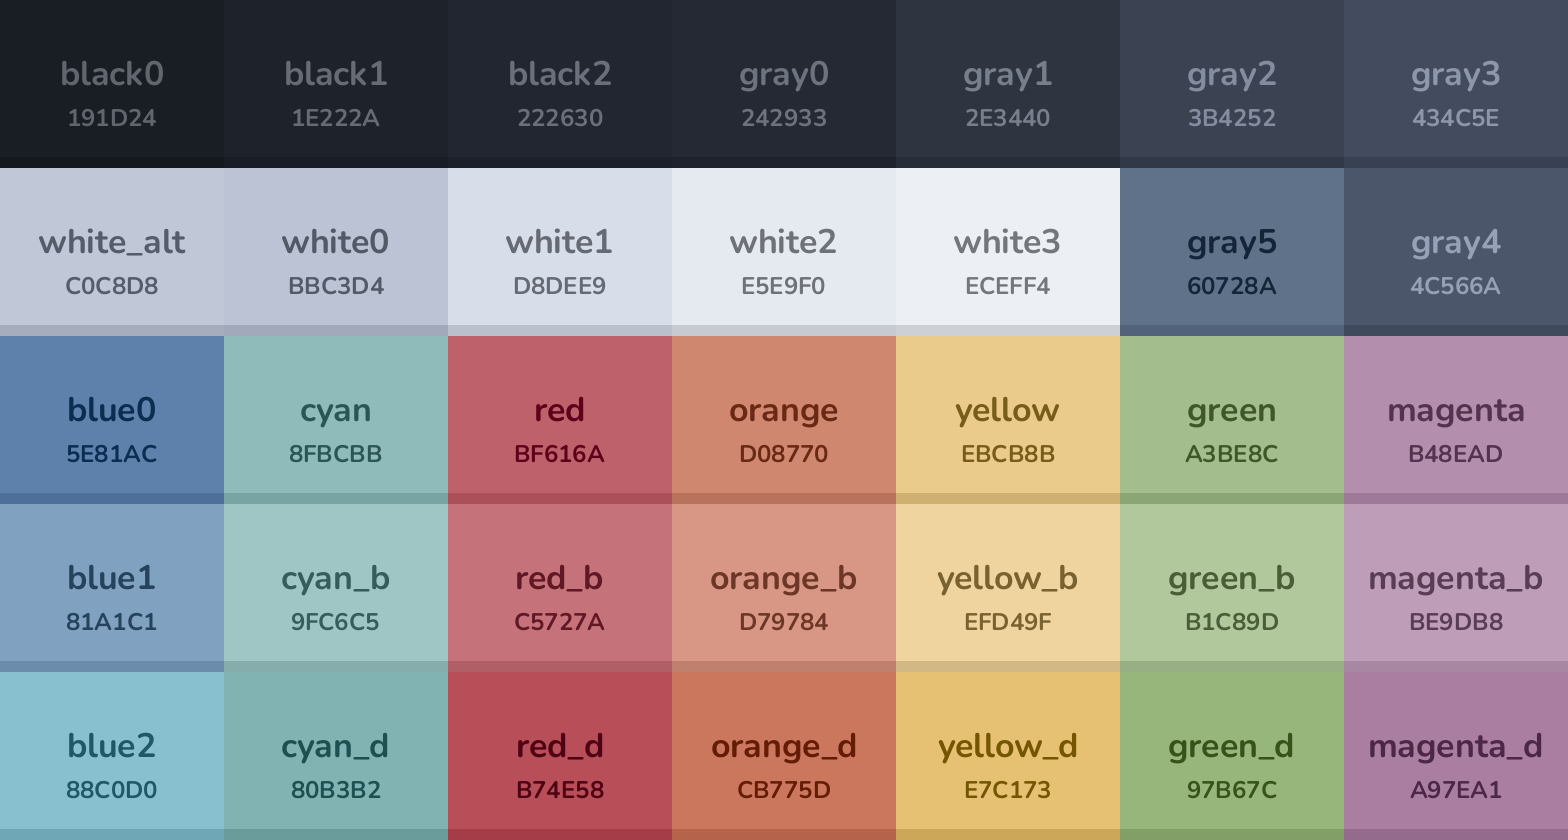 black0 black1 black2 gray0 gray1 gray2 gray3
191D24 1E222A 222630 242933 2E3440 3B4252 434C5E
white_alt white0 white1 white2 white3 gray5 gray4
C0C8D8 BBC3D4 D8DEE9 E5E9F0 ECEFF4 60728A 4C566A
blue0 cyan red orange yellow green magenta
5E81AC 8FBCBB BF616A D08770 EBCB8B A3BE8C B48EAD
blue1 cyan_b red_b orange_b yellow_b green_b magenta_b
81A1C1 9FC6C5 C5727A D79784 EFD49F B1C89D BE9DB8
blue2 cyan_d red_d orange_d yellow_d green_d magenta_d
88C0D0 80B3B2 B74E58 CB775D E7C173 97B67C A97EA1